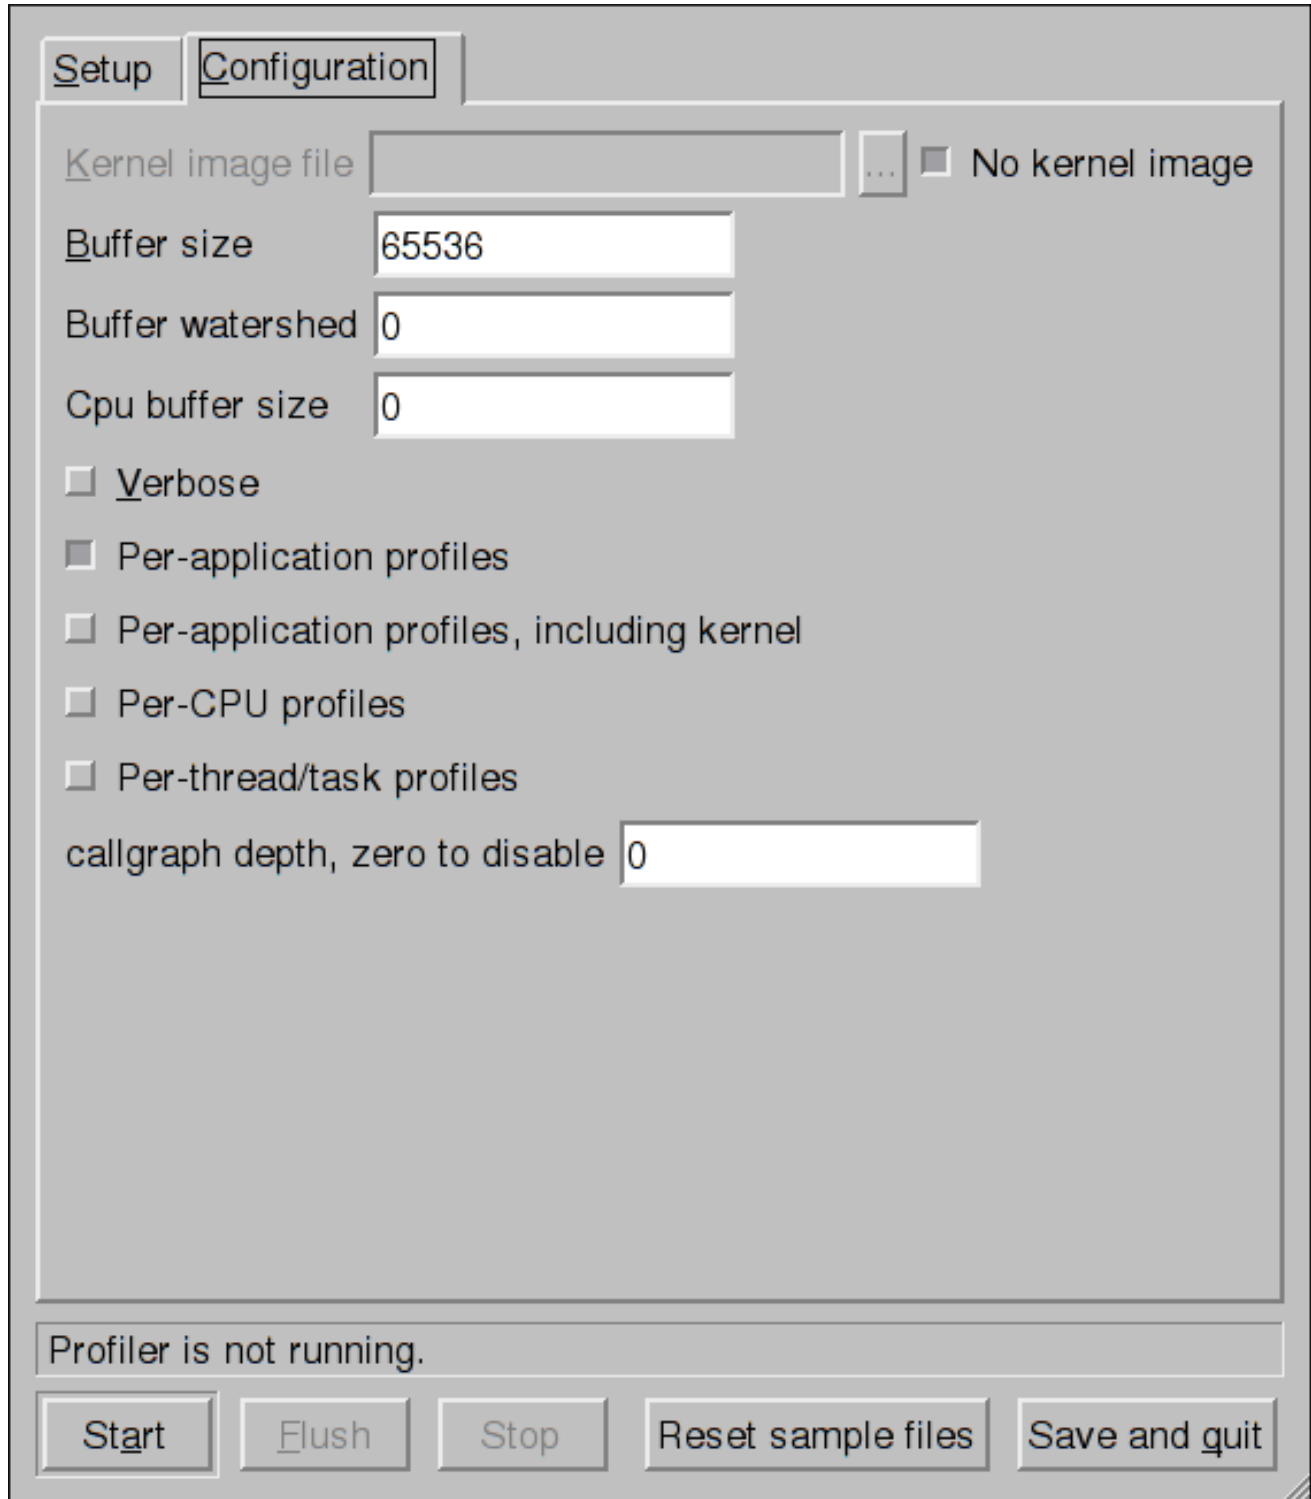 Setup Configuration
Kernel image file ... No kernel image
Buffer size 65536
Buffer watershed 0
Cpu buffer size 0
Verbose
Per-application profiles
Per-application profiles, including kernel
Per-CPU profiles
Per-thread/task profiles
callgraph depth, zero to disable 0
Profiler is not running.
Start Flush Stop Reset sample files Save and quit